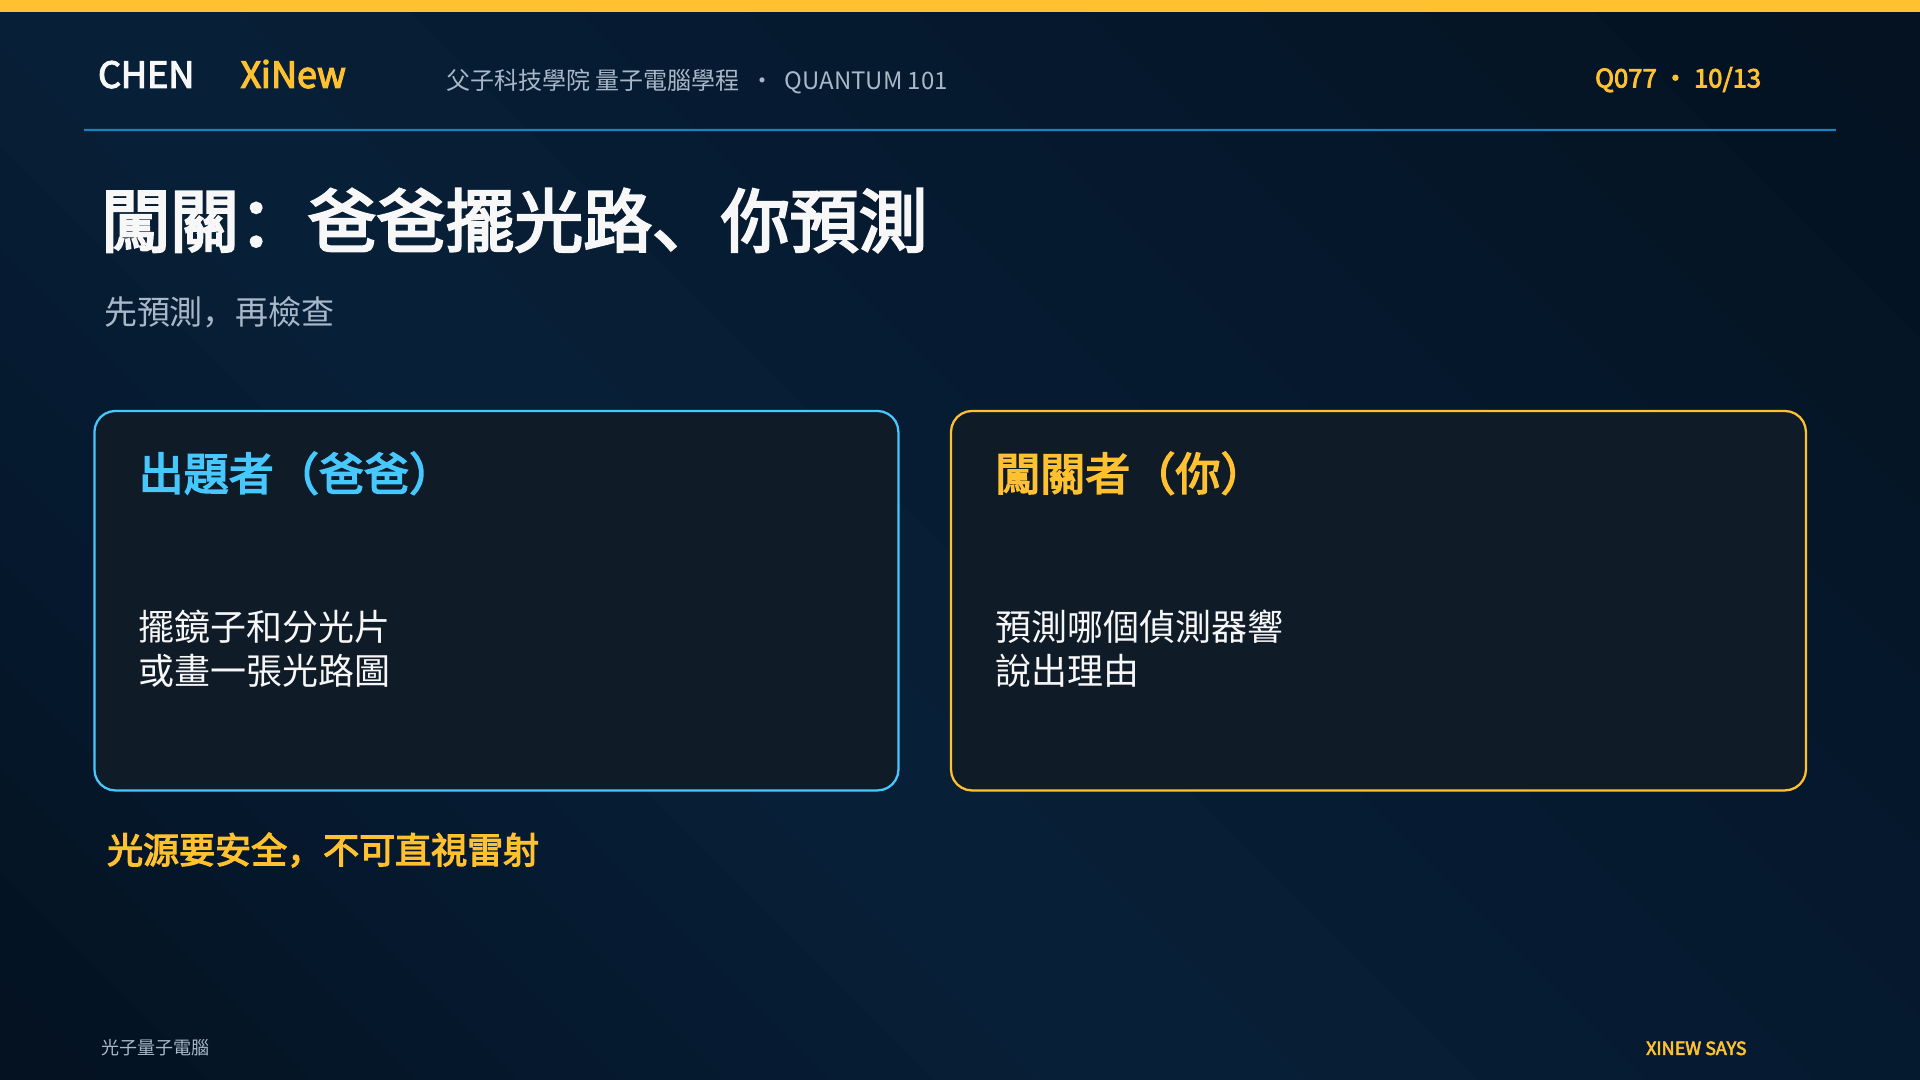 CHEN XiNew 父子科技學院 量子電腦學程 · QUANTUM 101 Q077 · 10/13
闖關：爸爸擺光路、你預測
先預測，再檢查
出題者（爸爸）
擺鏡子和分光片
或畫一張光路圖
闖關者（你）
預測哪個偵測器響
說出理由
光源要安全，不可直視雷射
光子量子電腦
XINEW SAYS